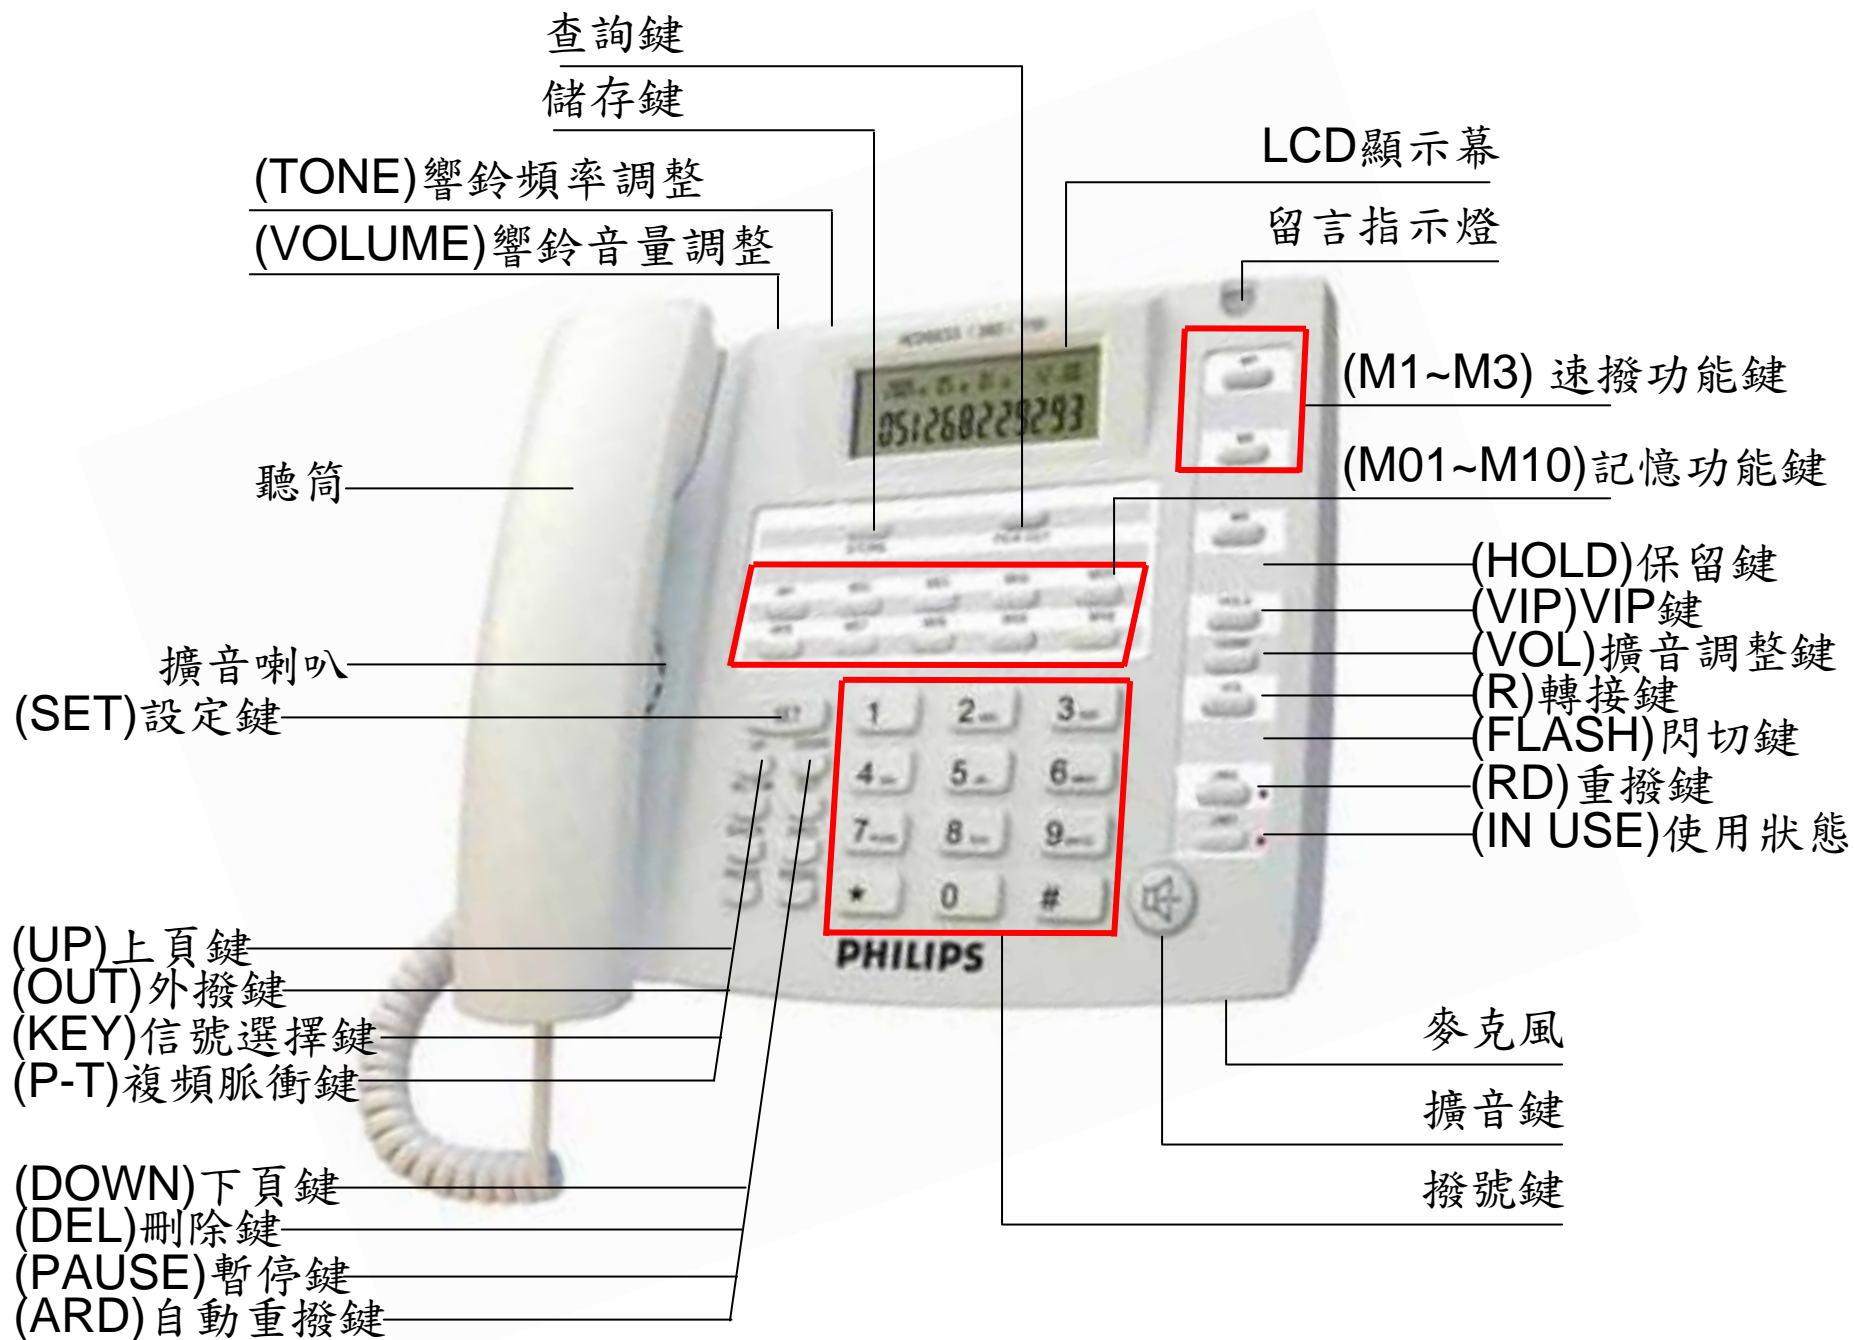 查詢鍵
儲存鍵
(TONE)響鈴頻率調整
(VOLUME)響鈴音量調整
LCD顯示幕
留言指示燈
(M1~M3) 速撥功能鍵
(M01~M10)記憶功能鍵
聽筒
擴音喇叭
(SET)設定鍵
(HOLD)保留鍵
(VIP)VIP鍵
(VOL)擴音調整鍵
(R)轉接鍵
(FLASH)閃切鍵
(RD)重撥鍵
(IN USE)使用狀態
051268229293
SET
1 2 3
4 5 6
7 8 9
* 0 #
PHILIPS
(UP)上頁鍵
(OUT)外撥鍵
(KEY)信號選擇鍵
(P-T)複頻脈衝鍵
(DOWN)下頁鍵
(DEL)刪除鍵
(PAUSE)暫停鍵
(ARD)自動重撥鍵
麥克風
擴音鍵
撥號鍵